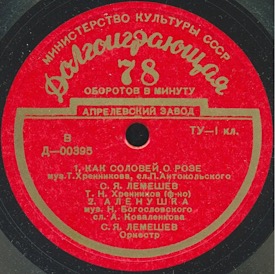 МИНИСТЕРСТВО КУЛЬТУРЫ СССР
Долгоиграющая
78
ОБОРОТОВ В МИНУТУ
АПРЕЛЕВСКИЙ ЗАВОД
ТУ—1 кл.
В
Д—00395
1. КАК СОЛОВЕЙ О РОЗЕ
муз. Т. Хренникова, сл. П. Антокольского
С. Я. ЛЕМЕШЕВ
Т. Н. Хренников (ф-но)
2. АЛЕНУШКА
муз. Н. Богословского
сл. А. Коваленкова
С. Я. ЛЕМЕШЕВ
Оркестр